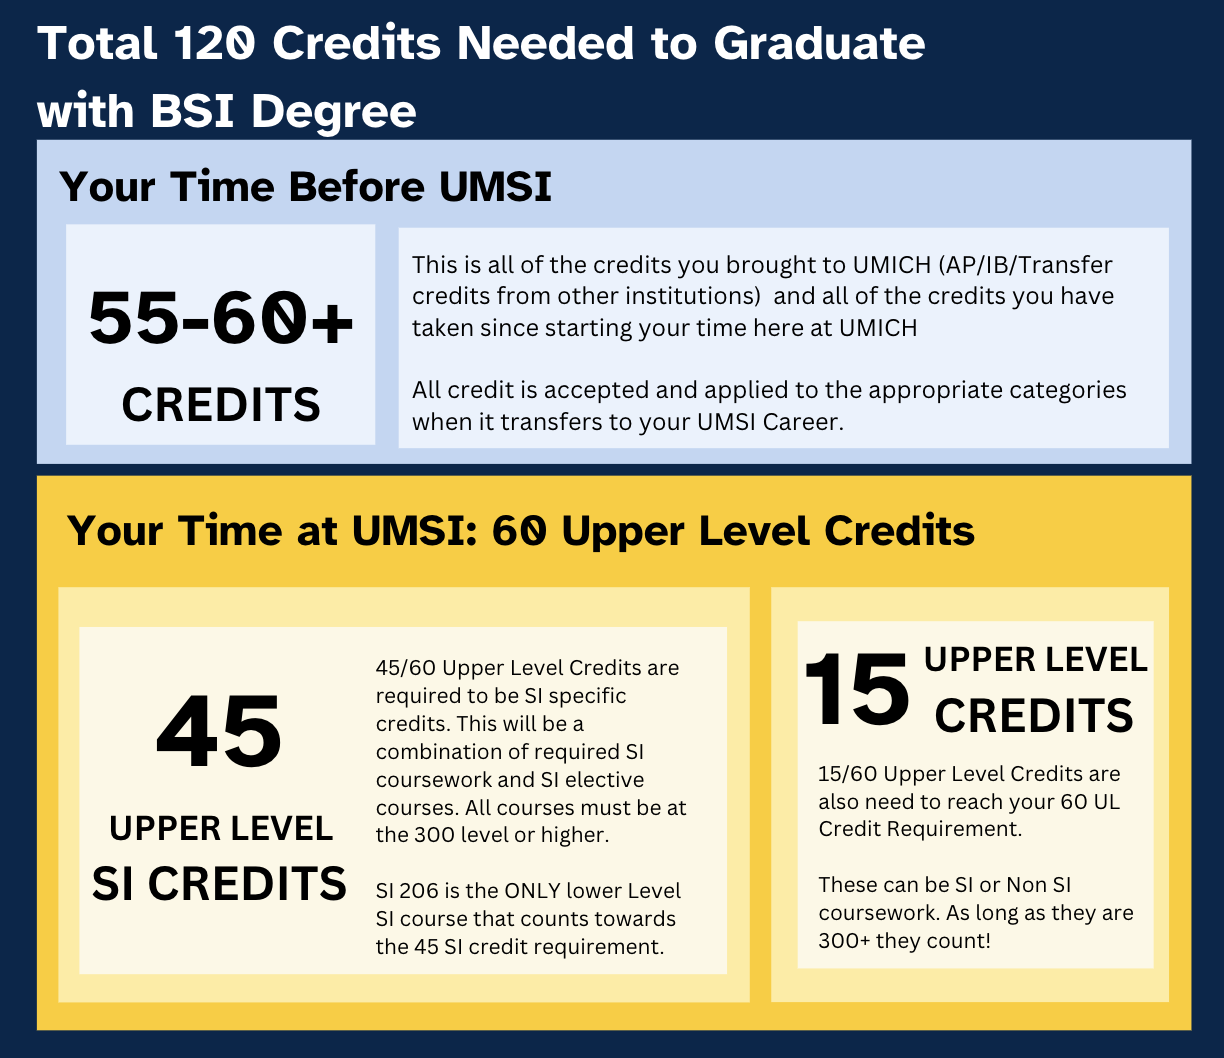 Total 120 Credits Needed to Graduate
with BSI Degree
Your Time Before UMSI
55-60+
CREDITS
This is all of the credits you brought to UMICH (AP/IB/Transfer
credits from other institutions)  and all of the credits you have
taken since starting your time here at UMICH
All credit is accepted and applied to the appropriate categories
when it transfers to your UMSI Career.
Your Time at UMSI: 60 Upper Level Credits
45
UPPER LEVEL
SI CREDITS
45/60 Upper Level Credits are
required to be SI specific
credits. This will be a
combination of required SI
coursework and SI elective
courses. All courses must be at
the 300 level or higher.
SI 206 is the ONLY lower Level
SI course that counts towards
the 45 SI credit requirement.
15
UPPER LEVEL
CREDITS
15/60 Upper Level Credits are
also need to reach your 60 UL
Credit Requirement.
These can be SI or Non SI
coursework. As long as they are
300+ they count!